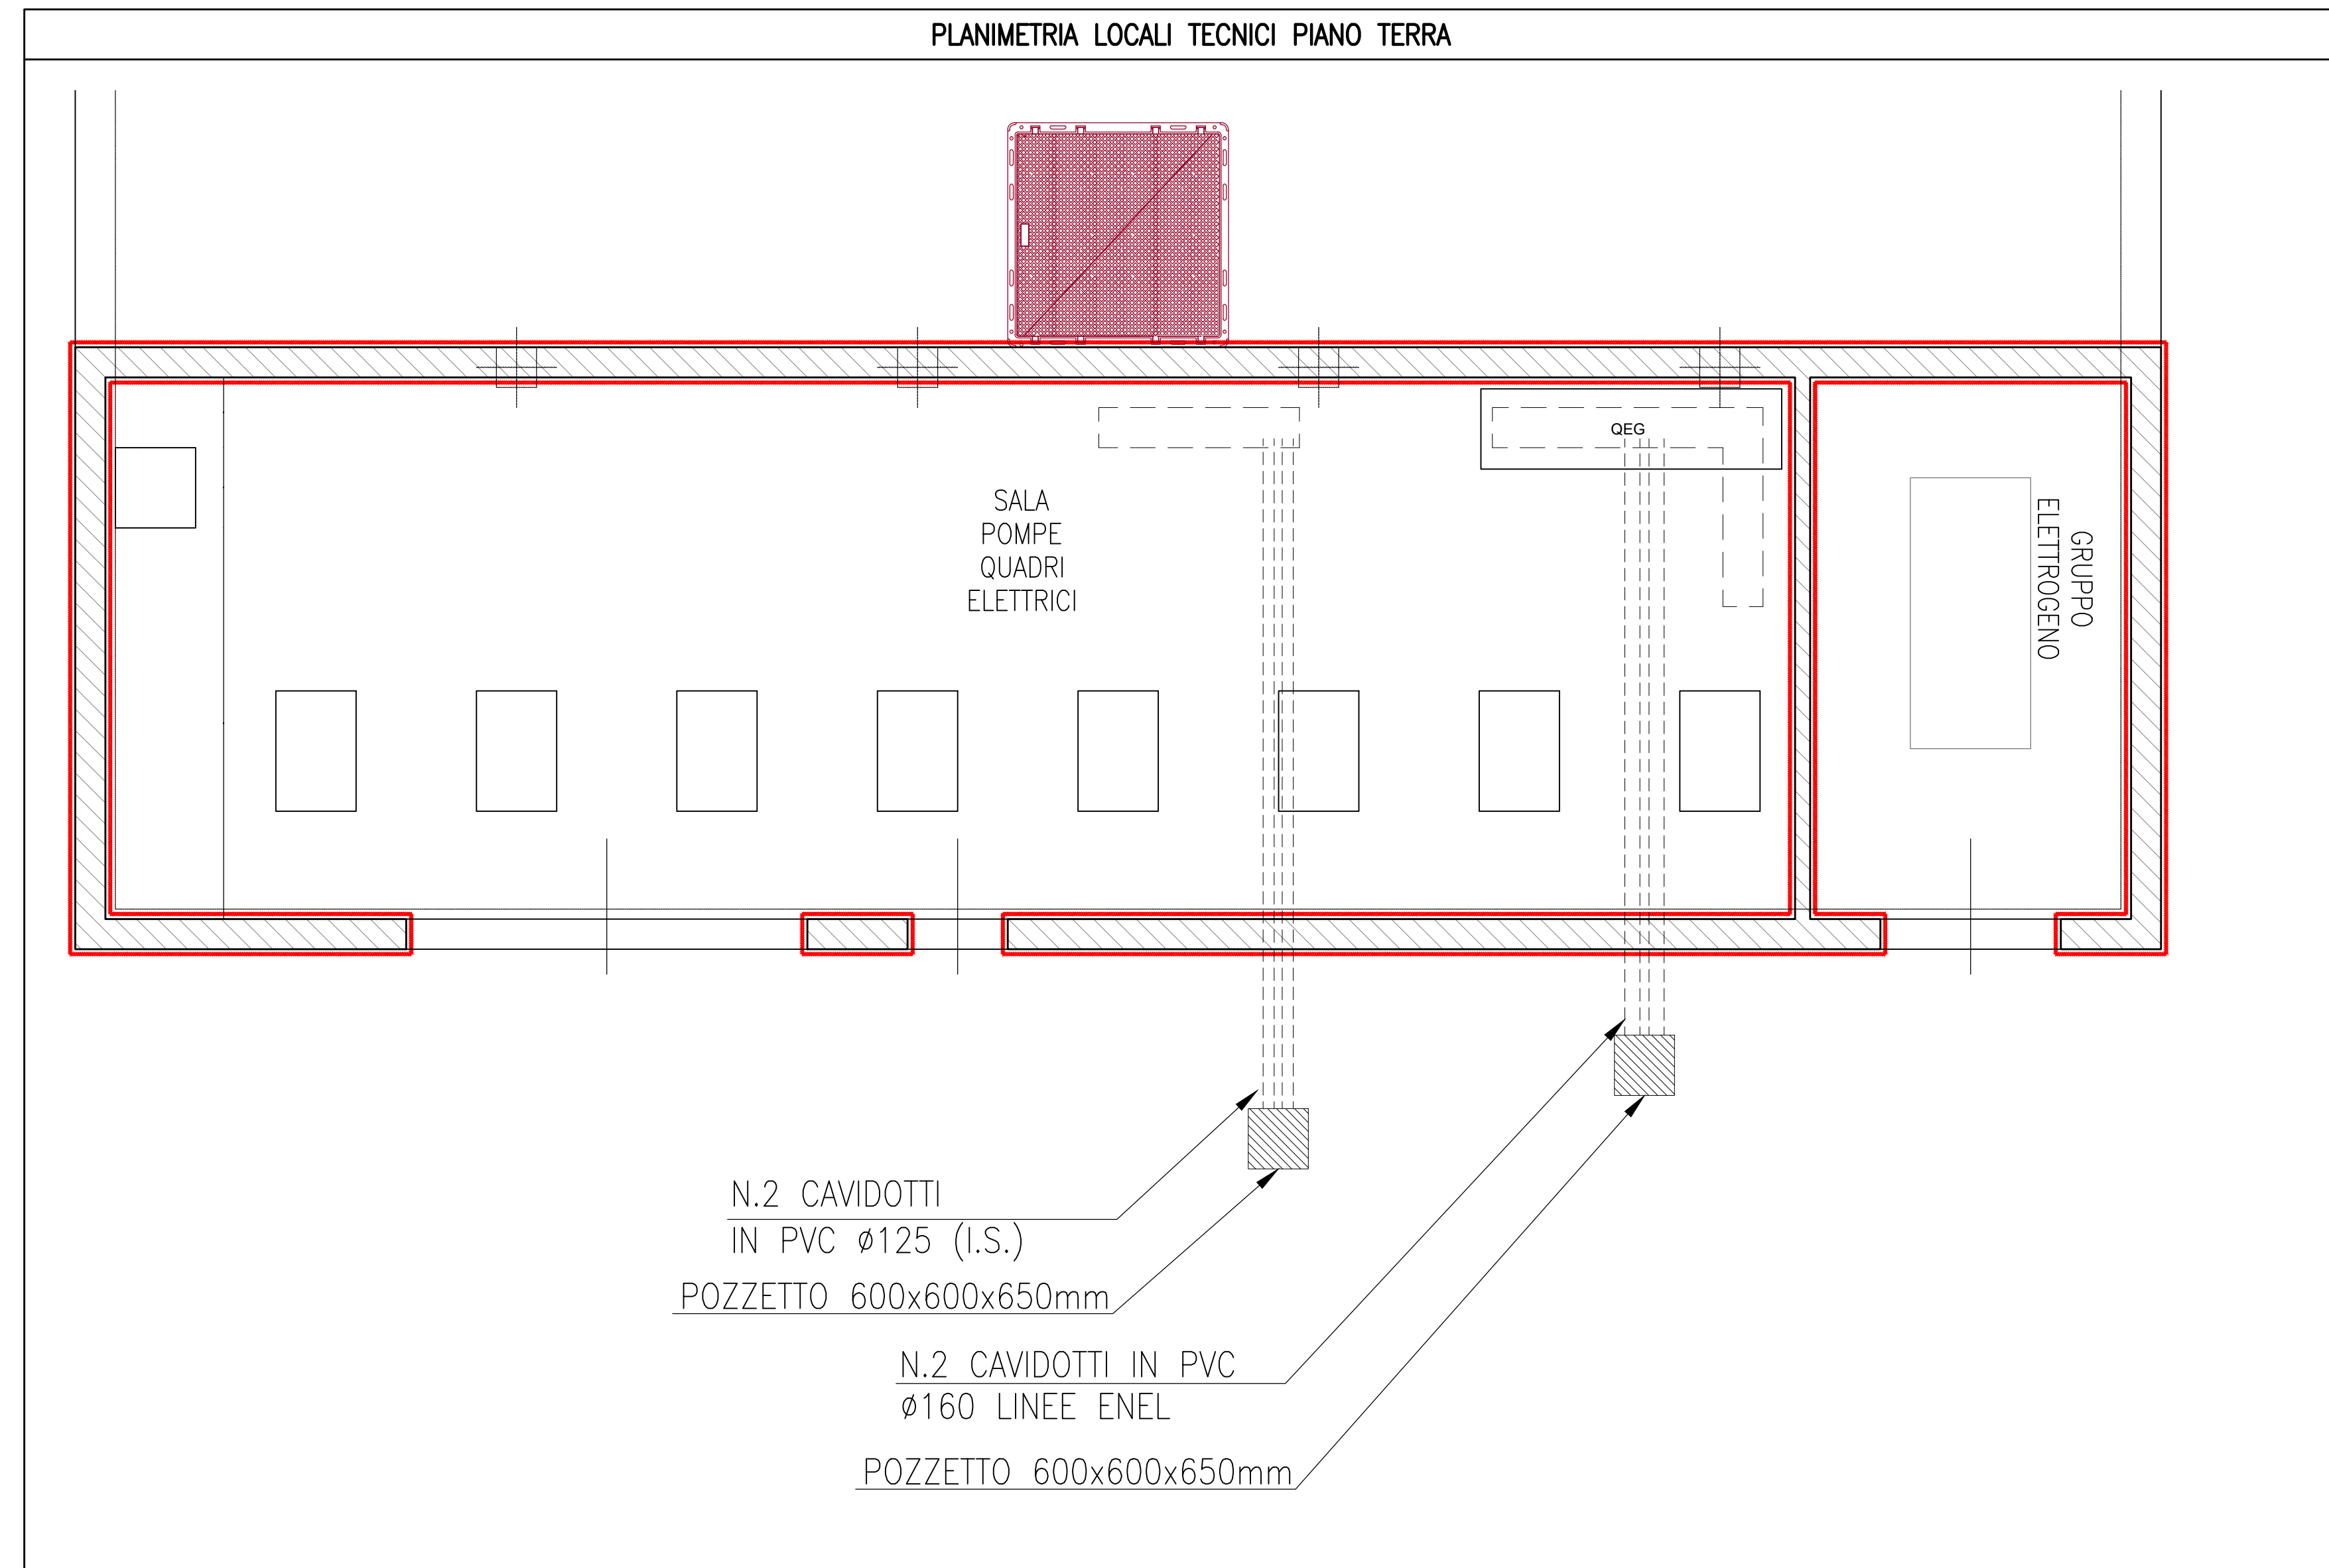 PLANIMETRIA LOCALI TECNICI PIANO TERRA
QEG
SALA
POMPE
QUADRI
ELETTRICI
GRUPPO
ELETTROGENO
N.2 CAVIDOTTI
IN PVC ø125 (I.S.)
POZZETTO 600x600x650mm
N.2 CAVIDOTTI IN PVC
ø160 LINEE ENEL
POZZETTO 600x600x650mm